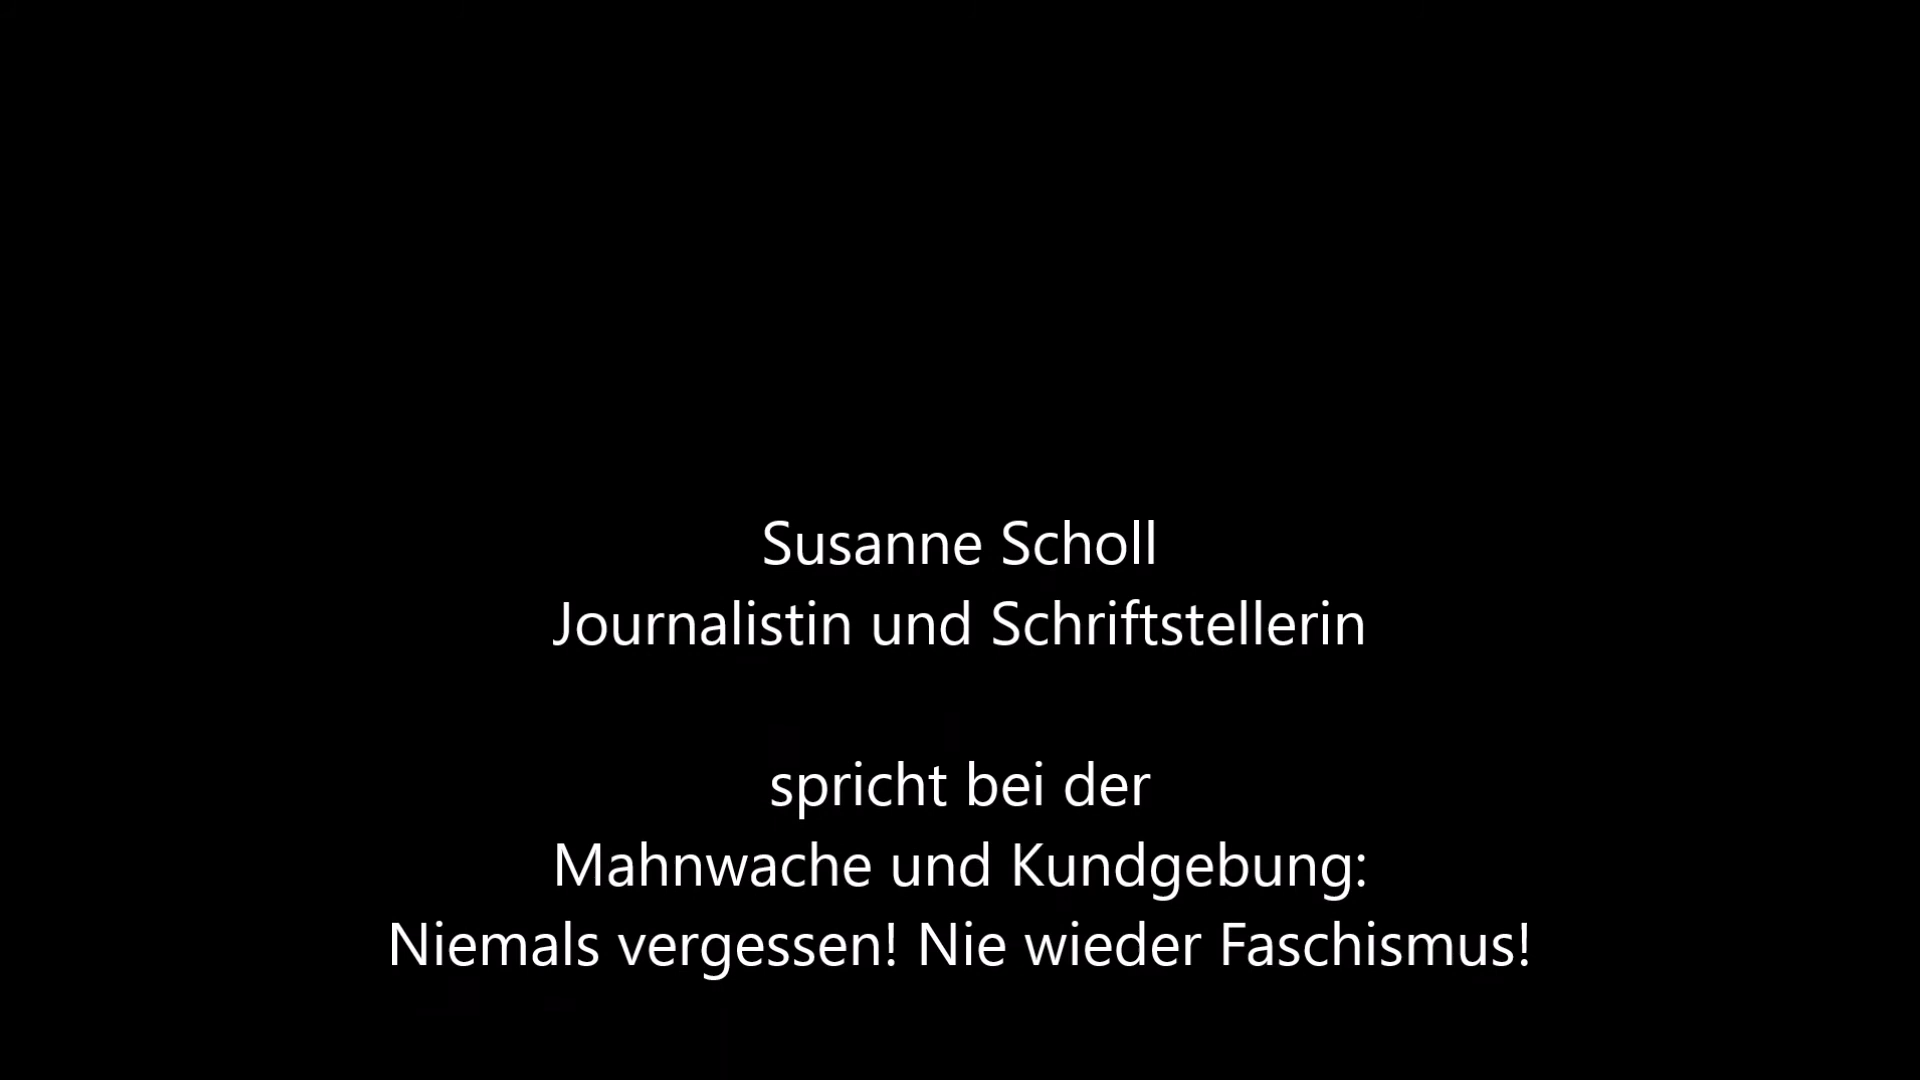 Susanne Scholl
Journalistin und Schriftstellerin
spricht bei der
Mahnwache und Kundgebung:
Niemals vergessen! Nie wieder Faschismus!